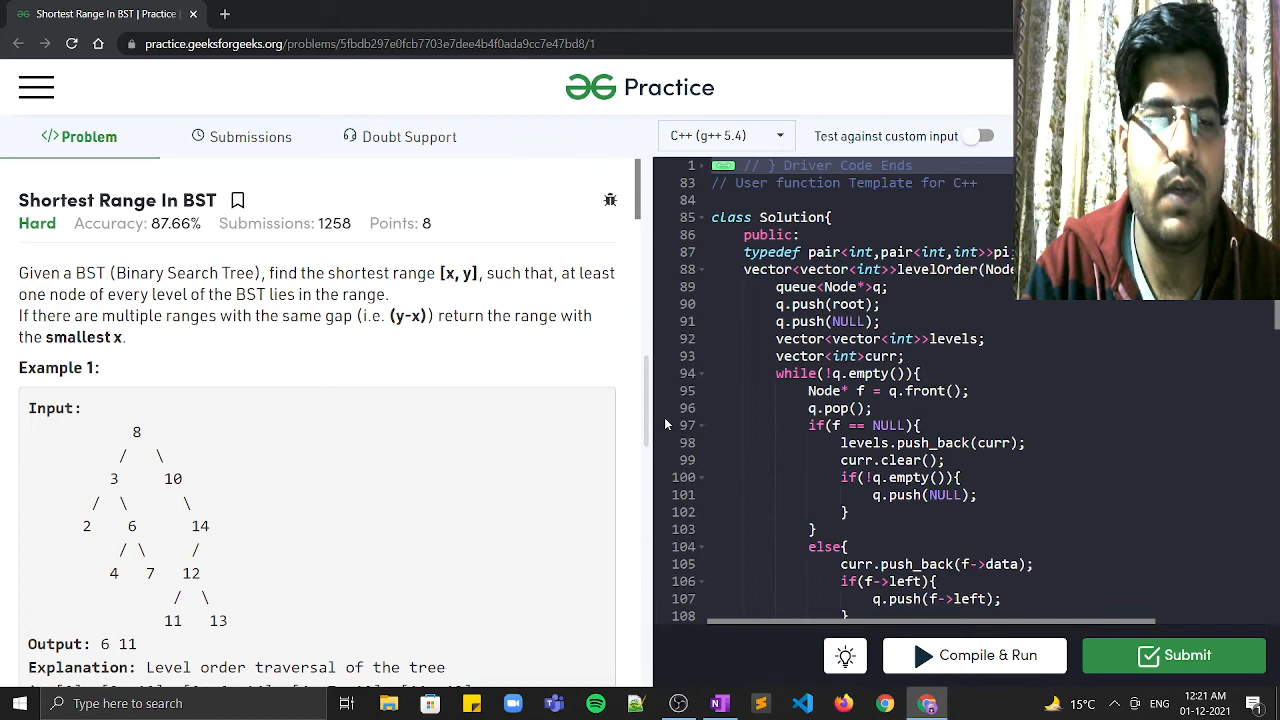 Shortest Range In BST | Practice |
practice.geeksforgeeks.org/problems/5fbdb297e0fcb7703e7dee4b4f0ada9cc7e47bd8/1
Practice
</> Problem
Submissions
Doubt Support
C++ (g++ 5.4)
Test against custom input
Shortest Range In BST
Hard Accuracy: 87.66% Submissions: 1258 Points: 8
Given a BST (Binary Search Tree), find the shortest range [x, y], such that, at least
one node of every level of the BST lies in the range.
If there are multiple ranges with the same gap (i.e. (y-x)) return the range with
the smallest x.
Example 1:
Input:
8
/ \
3 10
/ \ \
2 6 14
/ \ /
4 7 12
/ \
11 13
Output: 6 11
Explanation: Level order traversal of the tree
1 // } Driver Code Ends
83 // User function Template for C++
84
85 class Solution{
86 public:
87 typedef pair<int,pair<int,int>>pi
88 vector<vector<int>>levelOrder(Nod
89 queue<Node*>q;
90 q.push(root);
91 q.push(NULL);
92 vector<vector<int>>levels;
93 vector<int>curr;
94 while(!q.empty()){
95 Node* f = q.front();
96 q.pop();
97 if(f == NULL){
98 levels.push_back(curr);
99 curr.clear();
100 if(!q.empty()){
101 q.push(NULL);
102 }
103 }
104 else{
105 curr.push_back(f->data);
106 if(f->left){
107 q.push(f->left);
108 }
Compile & Run
Submit
Type here to search
15°C
ENG
12:21 AM
01-12-2021
1